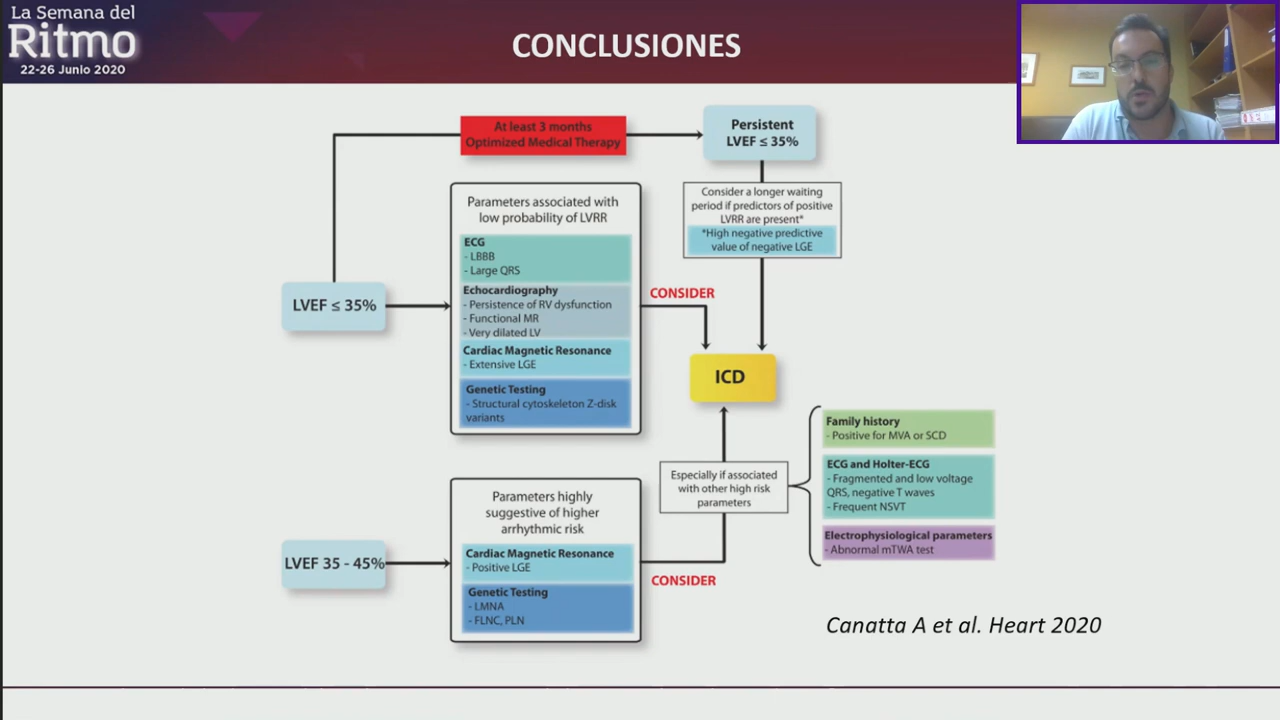 La Semana del
Ritmo
22-26 Junio 2020
CONCLUSIONES
At least 3 months
Optimized Medical Therapy
Persistent
LVEF ≤ 35%
Consider a longer waiting
period if predictors of positive
LVRR are present*
*High negative predictive
value of negative LGE
LVEF ≤ 35%
Parameters associated with
low probability of LVRR
ECG
- LBBB
- Large QRS
Echocardiography
- Persistence of RV dysfunction
- Functional MR
- Very dilated LV
Cardiac Magnetic Resonance
- Extensive LGE
Genetic Testing
- Structural cytoskeleton Z-disk
variants
CONSIDER
ICD
LVEF 35 - 45%
Parameters highly
suggestive of higher
arrhythmic risk
Cardiac Magnetic Resonance
- Positive LGE
Genetic Testing
- LMNA
- FLNC, PLN
CONSIDER
Especially if associated
with other high risk
parameters
Family history
- Positive for MVA or SCD
ECG and Holter-ECG
- Fragmented and low voltage
QRS, negative T waves
- Frequent NSVT
Electrophysiological parameters
- Abnormal mTWA test
Canatta A et al. Heart 2020